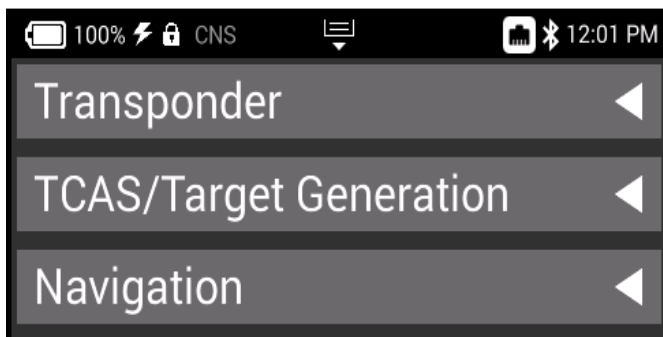 100% CNS 12:01 PM
Transponder
TCAS/Target Generation
Navigation